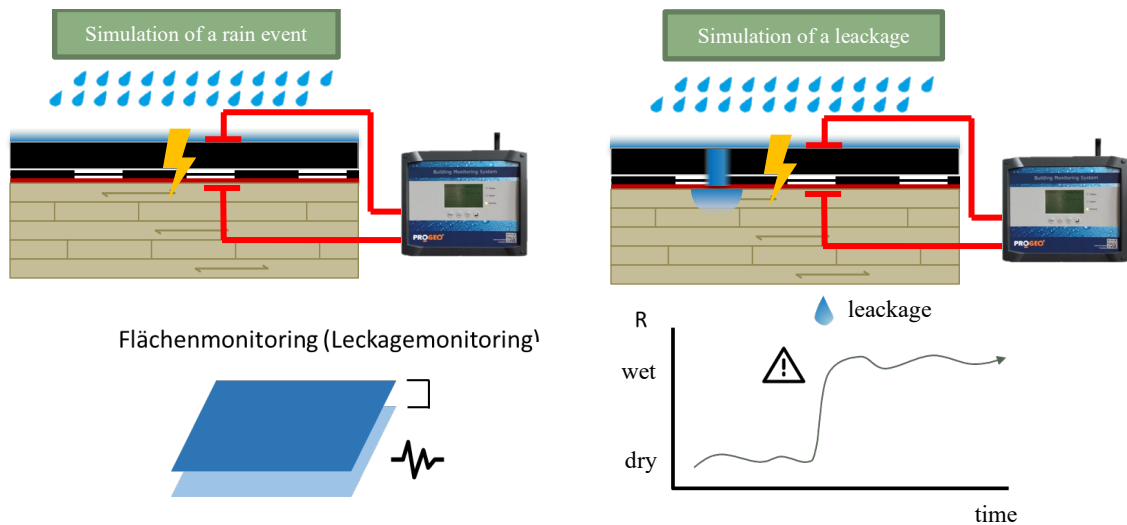 Simulation of a rain event
Simulation of a leackage
Building Monitoring System
PROGEO
Building Monitoring System
PROGEO
leackage
Flächenmonitoring (Leckagemonitoring)
R
wet
dry
time